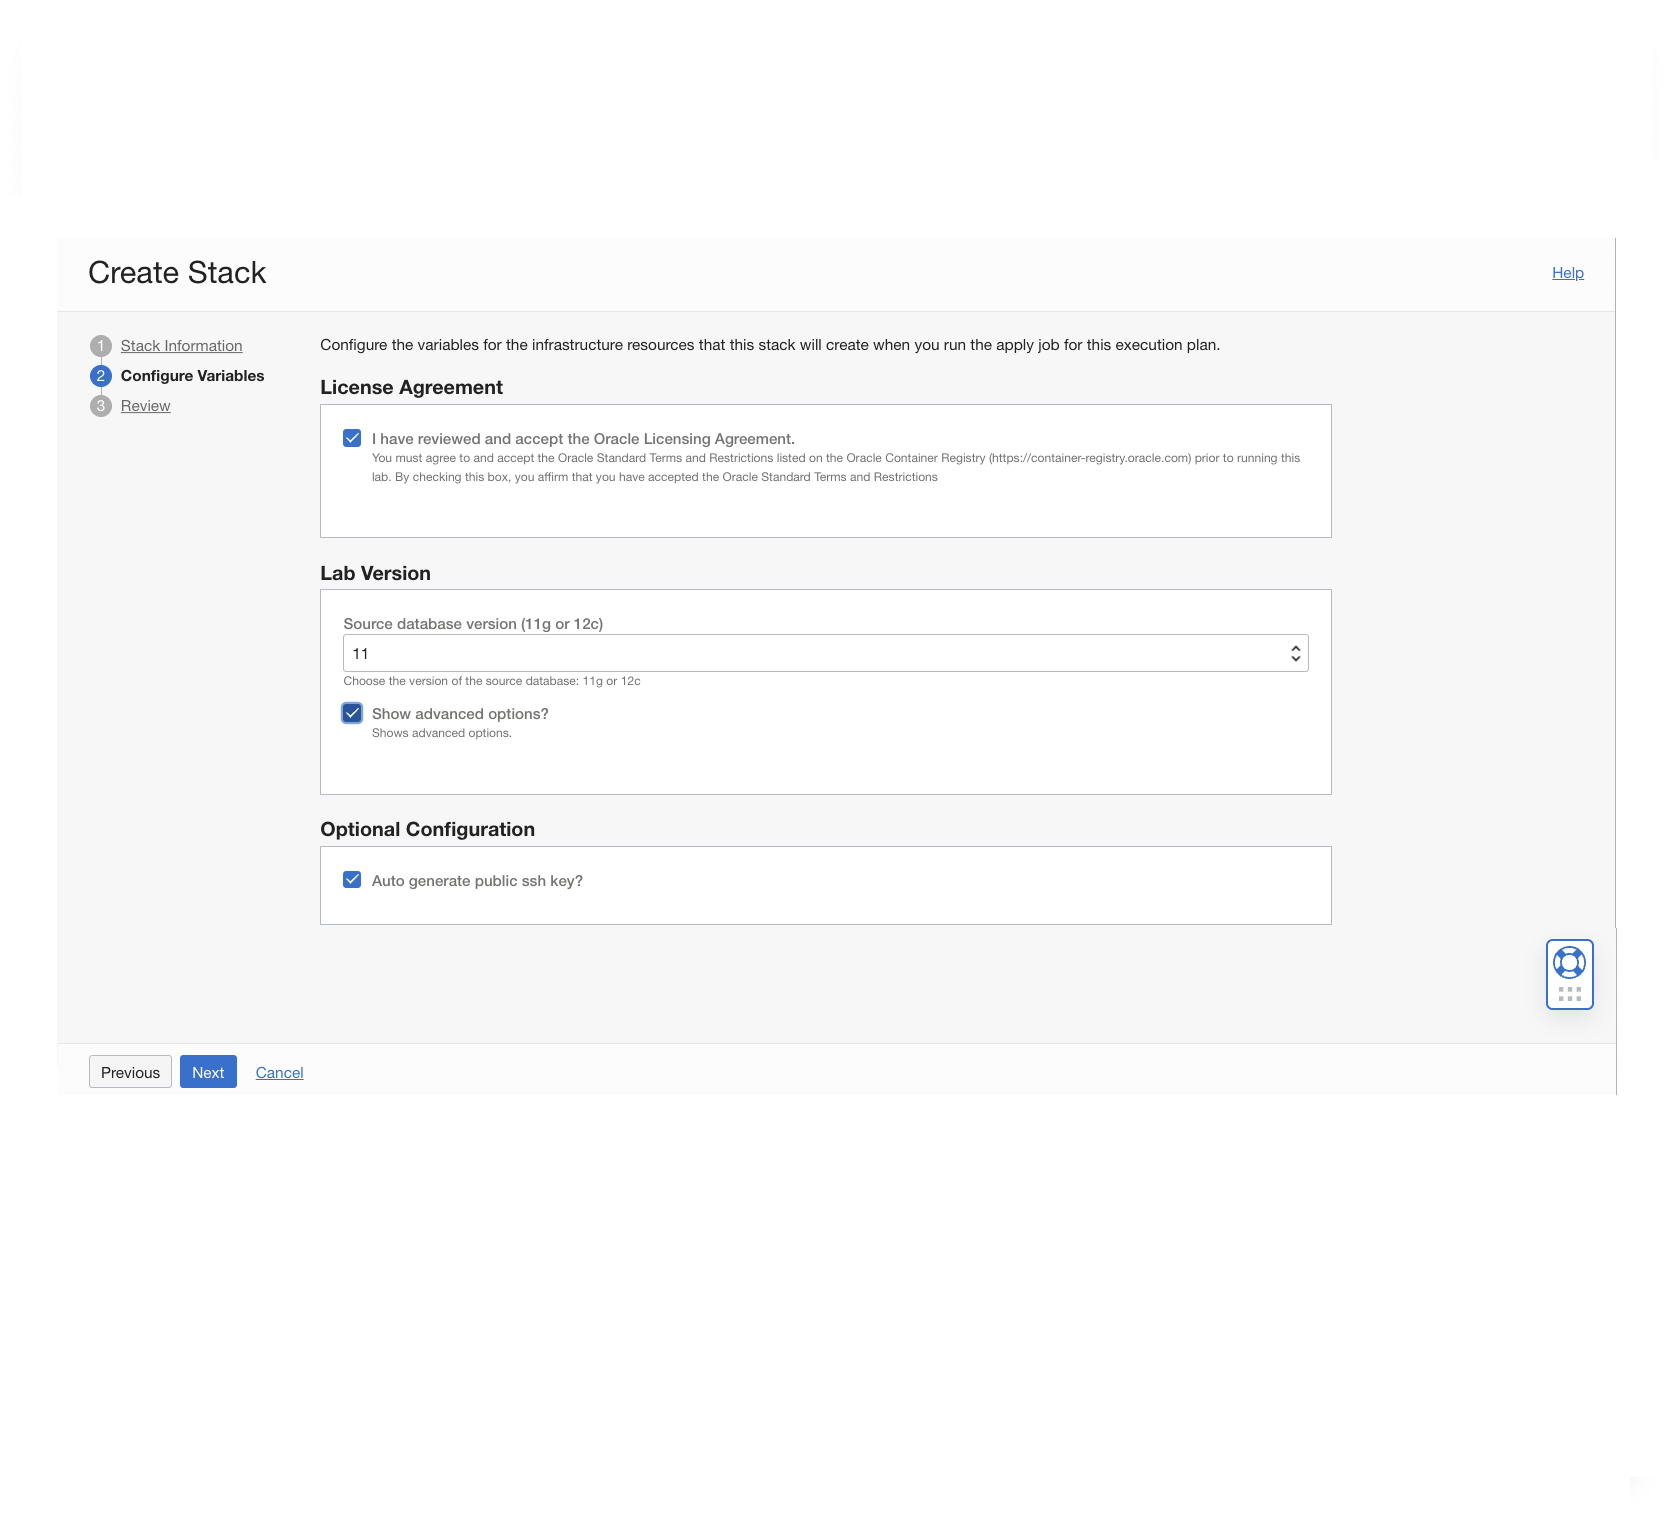 Create Stack
Help
1 Stack Information
2 Configure Variables
3 Review
Configure the variables for the infrastructure resources that this stack will create when you run the apply job for this execution plan.
License Agreement
I have reviewed and accept the Oracle Licensing Agreement.
You must agree to and accept the Oracle Standard Terms and Restrictions listed on the Oracle Container Registry (https://container-registry.oracle.com) prior to running this
lab. By checking this box, you affirm that you have accepted the Oracle Standard Terms and Restrictions
Lab Version
Source database version (11g or 12c)
11
Choose the version of the source database: 11g or 12c
Show advanced options?
Shows advanced options.
Optional Configuration
Auto generate public ssh key?
Previous Next Cancel